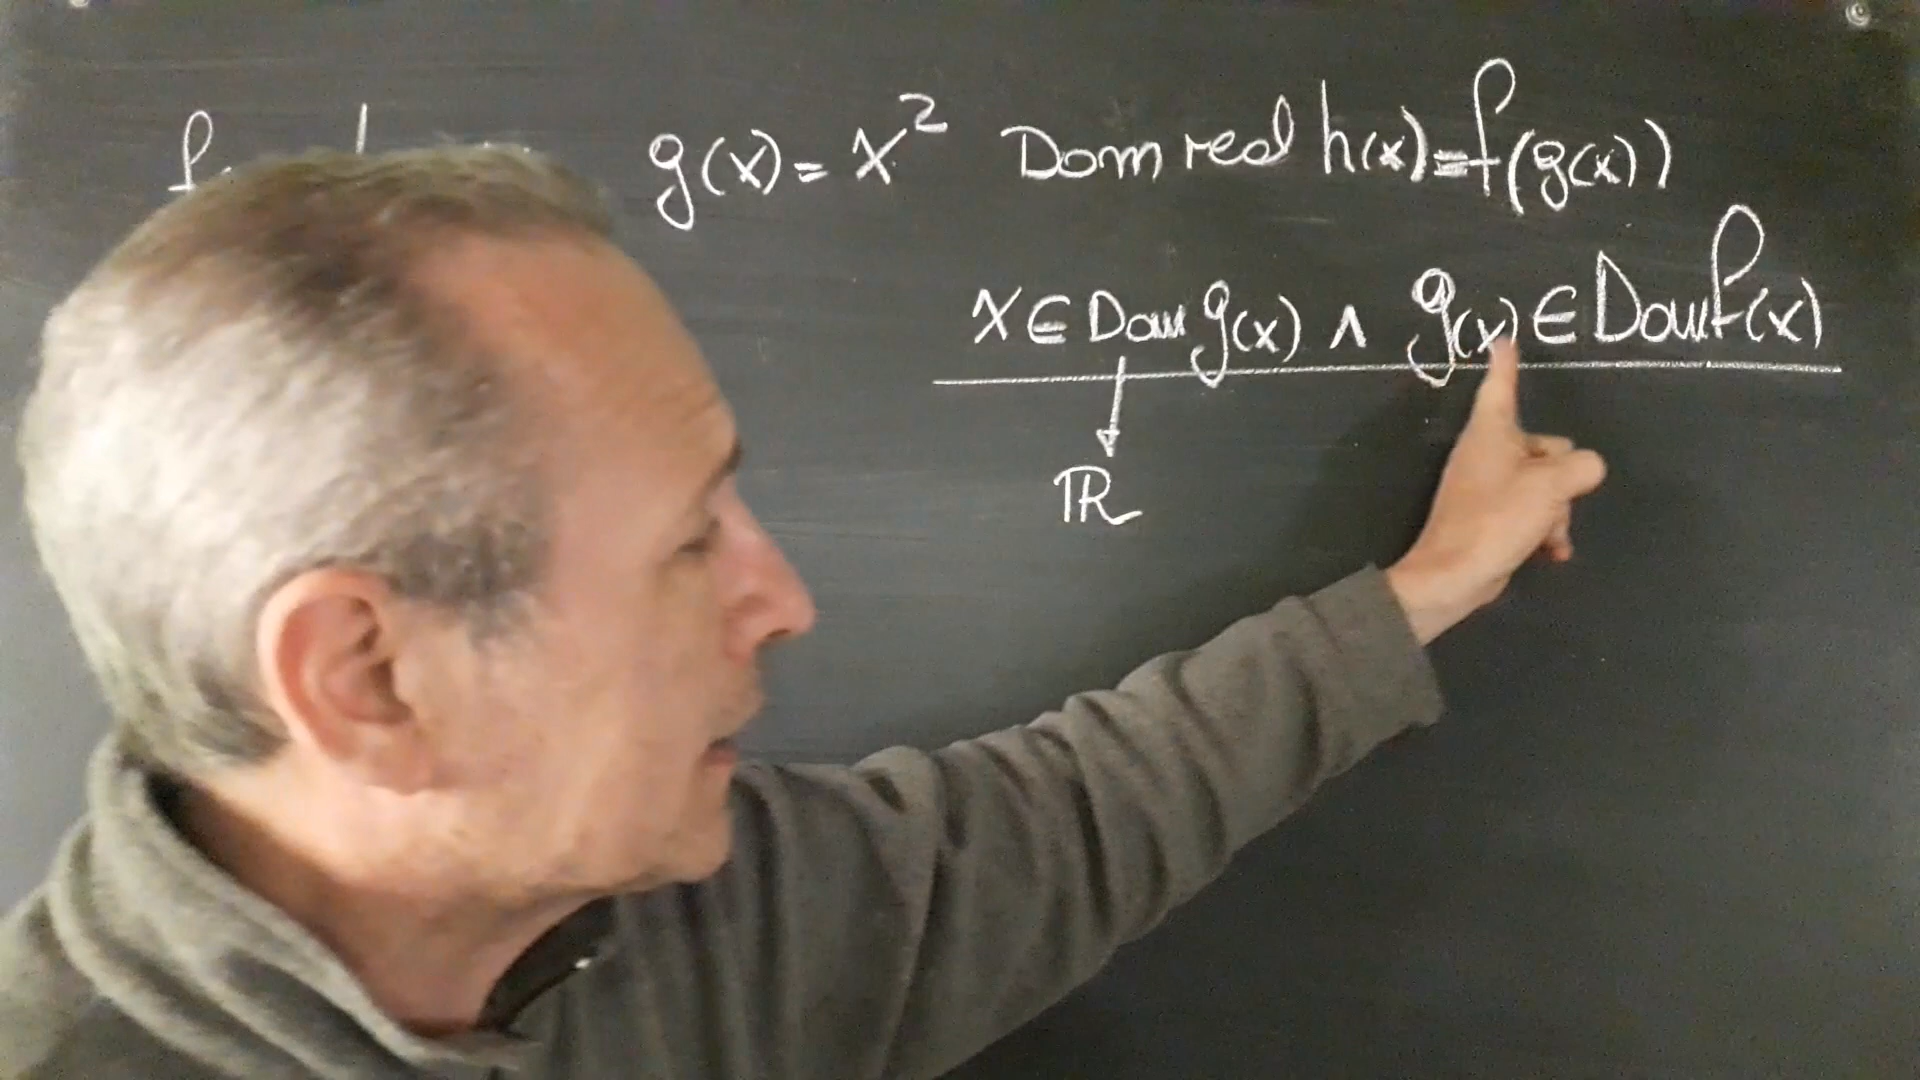 f g(x) = x² Dom real h(x) = f(g(x))
x ∈ Dom g(x) ∧ g(x) ∈ Dom f(x)
ℝ